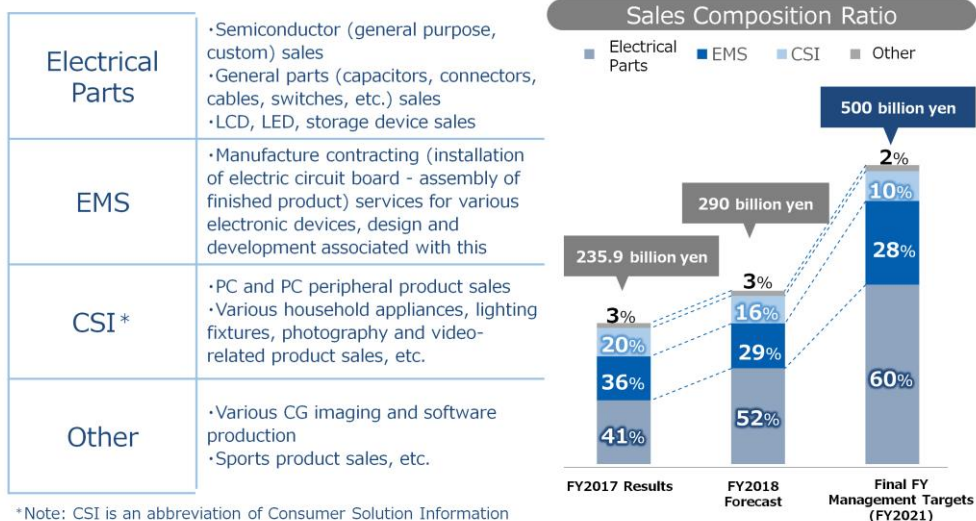 Electrical
Parts
・Semiconductor (general purpose,
custom) sales
・General parts (capacitors, connectors,
cables, switches, etc.) sales
・LCD, LED, storage device sales
EMS
・Manufacture contracting (installation
of electric circuit board - assembly of
finished product) services for various
electronic devices, design and
development associated with this
CSI*
・PC and PC peripheral product sales
・Various household appliances, lighting
fixtures, photography and video-
related product sales, etc.
Other
・Various CG imaging and software
production
・Sports product sales, etc.
*Note: CSI is an abbreviation of Consumer Solution Information
Sales Composition Ratio
Electrical
Parts
EMS
CSI
Other
235.9 billion yen
3%
20%
36%
41%
FY2017 Results
290 billion yen
3%
16%
29%
52%
FY2018
Forecast
500 billion yen
2%
10%
28%
60%
Final FY
Management Targets
(FY2021)